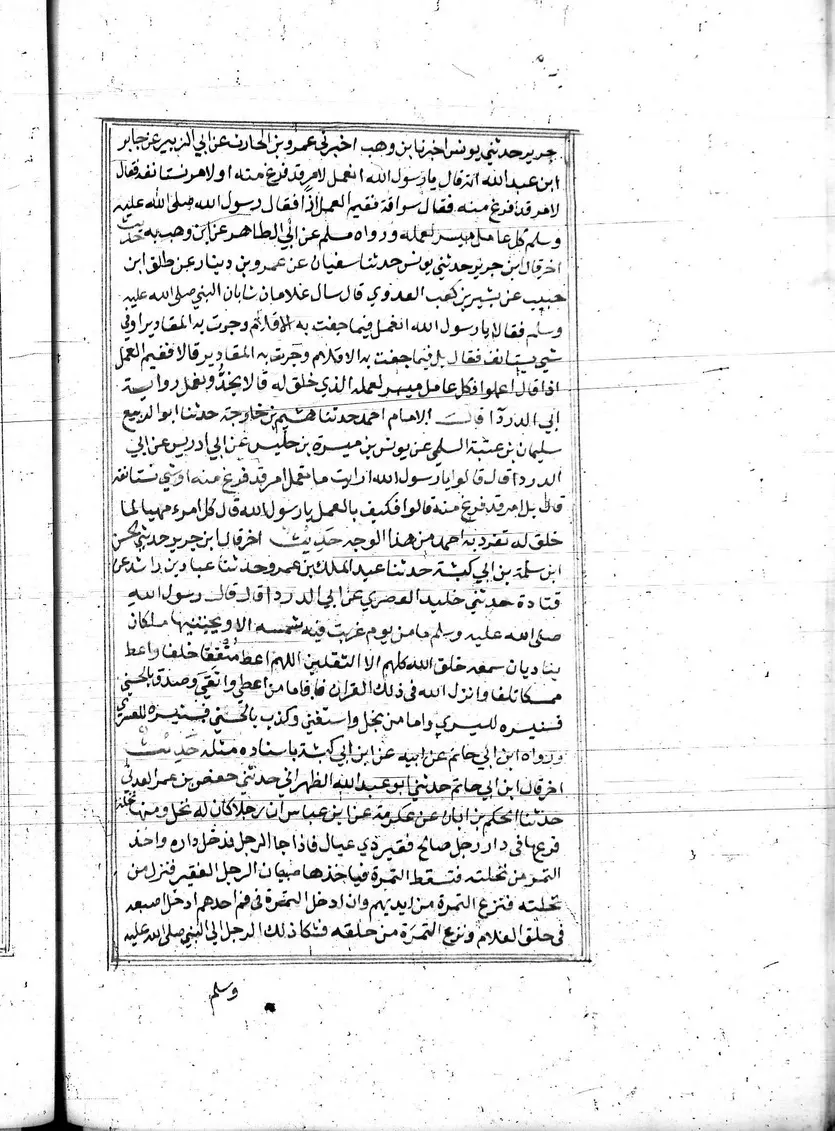 جرير حدثني يونس اخبرنا ابن وهب اخبرني عمرو بن الحارث عن ابي الزبير عن جابر
ابن عبد الله انه قال يا رسول الله انعمل لامر قد فرغ منه او لامر نستانفه فقال
لامر قد فرغ منه فقال سراقة ففيم العمل اذا فقال رسول الله صلى الله عليه
وسلم كل عامل ميسر لعمله ورواه مسلم عن ابي الطاهر عن ابن وهب به حديث
اخر قال ابن جرير حدثني يونس حدثنا سفيان عن عمرو بن دينار عن طلق ابن
حبيب عن بشير بن كعب العدوي قال سال غلامان شابان النبي صلى الله عليه
وسلم فقالا يا رسول الله انعمل فيما جفت به الاقلام وجرت به المقادير او في
شي يستانف فقال بل فيما جفت به الاقلام وجرت به المقادير قالا ففيم العمل
اذا قال اعملوا فكل عامل ميسر لعمله الذي خلق له قالا نجد ونعمل رواية
ابي الدردا قال الامام احمد حدثنا هشيم بن خارجة حدثنا ابو الربيع
سليمان بن عتبة السلمي عن يونس بن ميسرة بن حلبس عن ابي ادريس عن ابي
الدردا قال قالوا يا رسول الله ارايت ما نعمل امر قد فرغ منه او شي نستانفه
قال بل امر قد فرغ منه قالوا فكيف بالعمل يا رسول الله قال كل امرء مهيا لما
خلق له تفرد به احمد من هذا الوجه حديث اخر قال ابن جرير حدثني الحسن
ابن سلمة بن ابي كبشة حدثنا عبد الملك بن عمرو حدثنا عباد بن راشد عن
قتادة حدثني خليد العصري عن ابي الدردا قال قال رسول الله
صلى الله عليه وسلم ما من يوم غربت فيه شمسه الا وبجنبيها ملكان
يناديان سمعه خلق الله كلهم الا الثقلين اللهم اعط منفقا خلفا واعط
ممسكا تلفا وانزل الله في ذلك القران فاما من اعطى واتقى وصدق بالحسنى
فسنيسره لليسرى واما من بخل واستغنى وكذب بالحسنى فسنيسره للعسرى
ورواه ابن ابي حاتم عن ابيه عن ابن ابي كبشة باسناده مثله حديث
اخر قال ابن ابي حاتم حدثني ابو عبد الله الظهراني حدثني حفص بن عمر العدني
حدثنا الحكم بن ابان عن عكرمة عن ابن عباس ان رجلا كان له نخل ومنها نخلة
فرعها في دار رجل صالح فقير ذي عيال فاذا جا الرجل فدخل داره واخذ
التمر من نخلته فتسقط التمرة فياخذها صبيان الرجل الفقير فنزل من
نخلته فنزع التمرة من ايديهم وان ادخل التمرة في فم احدهم ادخل اصبعه
في حلق الغلام ونزع التمرة من حلقه فشكا ذلك الرجل الى النبي صلى الله عليه
وسلم